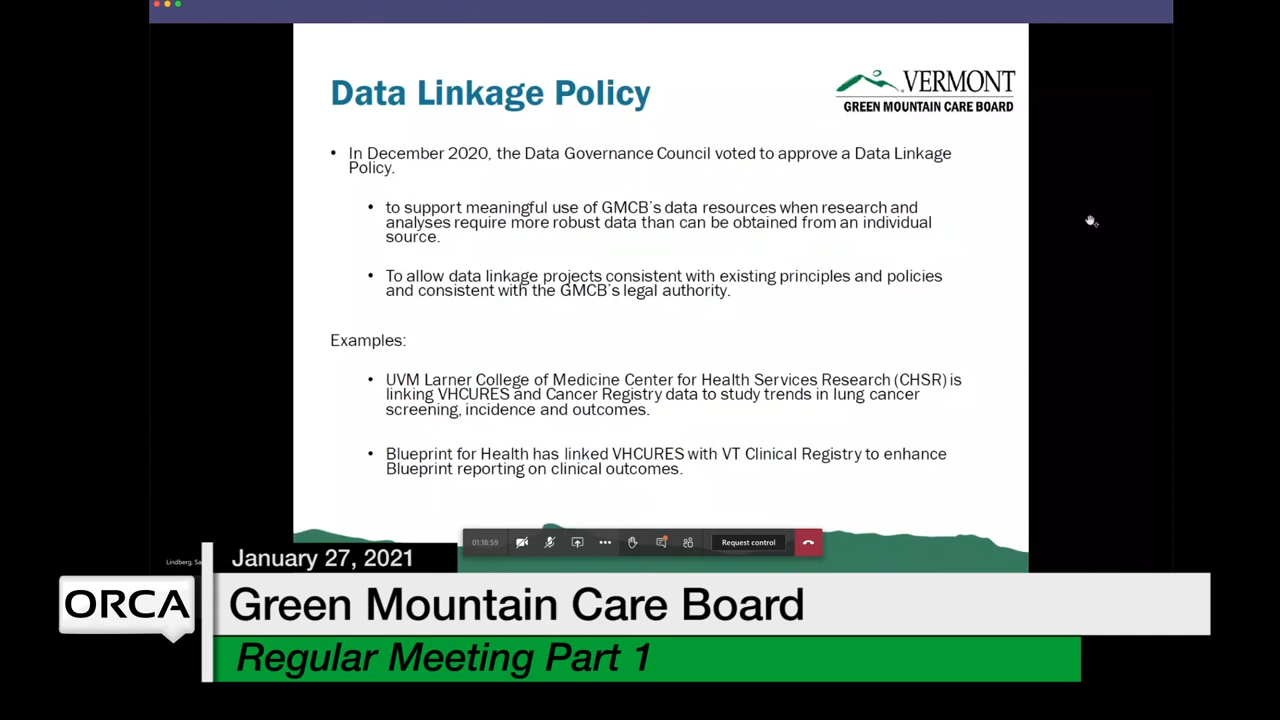 Data Linkage Policy
VERMONT
GREEN MOUNTAIN CARE BOARD
• In December 2020, the Data Governance Council voted to approve a Data Linkage
Policy.
• to support meaningful use of GMCB's data resources when research and
analyses require more robust data than can be obtained from an individual
source.
• To allow data linkage projects consistent with existing principles and policies
and consistent with the GMCB's legal authority.
Examples:
• UVM Larner College of Medicine Center for Health Services Research (CHSR) is
linking VHCURES and Cancer Registry data to study trends in lung cancer
screening, incidence and outcomes.
• Blueprint for Health has linked VHCURES with VT Clinical Registry to enhance
Blueprint reporting on clinical outcomes.
01:16:59
Request control
Lindberg, Sa
January 27, 2021
ORCA
Green Mountain Care Board
Regular Meeting Part 1